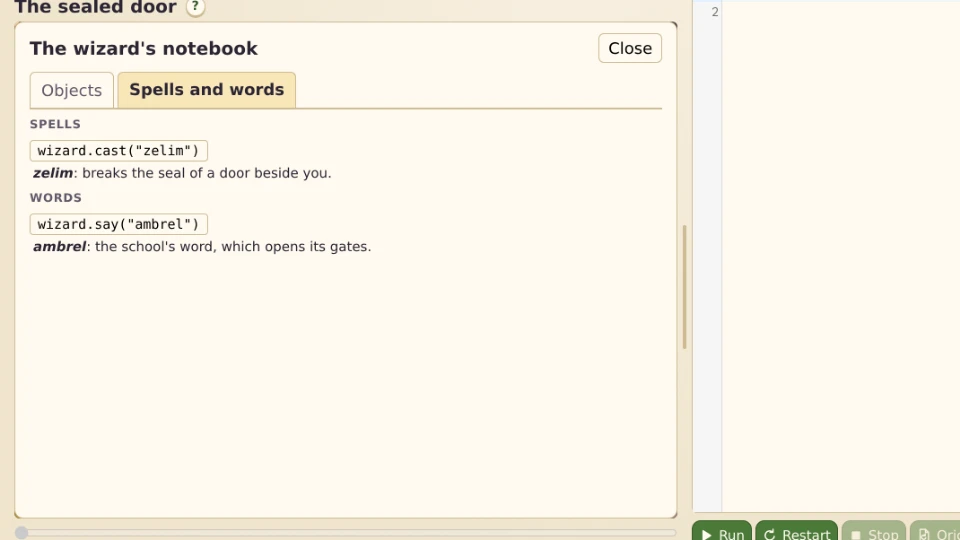 The sealed door ?
The wizard's notebook
Close
Objects
Spells and words
SPELLS
wizard.cast("zelim")
zelim: breaks the seal of a door beside you.
WORDS
wizard.say("ambrel")
ambrel: the school's word, which opens its gates.
2
Run
Restart
Stop